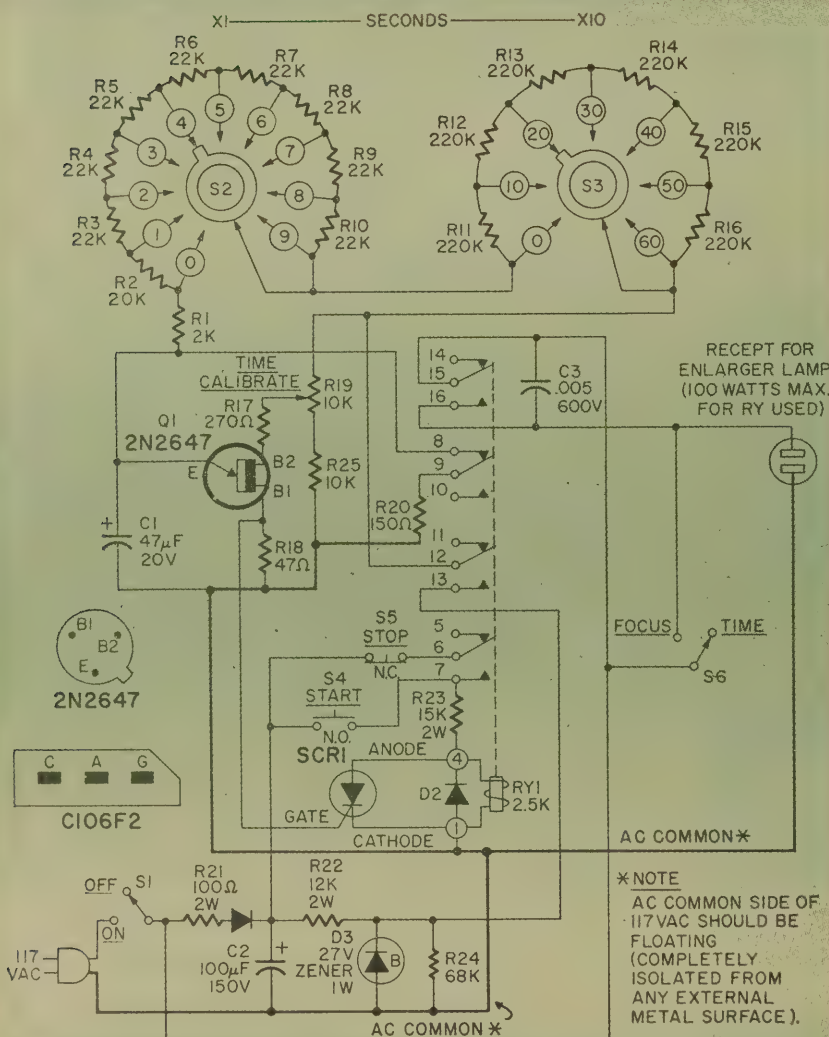 X1 SECONDS X10
R6
22K
R7
22K
R5
22K
R8
22K
R4
22K
R9
22K
R3
22K
R10
22K
R2
20K
R1
2K
0
1
2
3
4
5
6
7
8
9
S2
R13
220K
R14
220K
R12
220K
R15
220K
R11
220K
R16
220K
0
10
20
30
40
50
60
S3
TIME
CALIBRATE
R19
10K
R17
270Ω
Q1
2N2647
E
B2
B1
R25
10K
+
C1
47µF
20V
R18
47Ω
R20
150Ω
14
15
16
8
9
10
11
12
13
5
6
7
C3
.005
600V
RECEPT FOR
ENLARGER LAMP
(100 WATTS MAX.
FOR RY USED)
B1
B2
E
2N2647
S5
STOP
N.C.
S4
START
N.O.
FOCUS
TIME
S6
R23
15K
2W
C A G
C106F2
SCR1
ANODE
4
GATE
D2
RY1
2.5K
CATHODE
1
AC COMMON*
OFF
S1
ON
R21
100Ω
2W
R22
12K
2W
117
VAC
C2
100µF
150V
+
D3
27V
ZENER
1W
B
R24
68K
AC COMMON*
*NOTE
AC COMMON SIDE OF
117VAC SHOULD BE
FLOATING
(COMPLETELY
ISOLATED FROM
ANY EXTERNAL
METAL SURFACE).